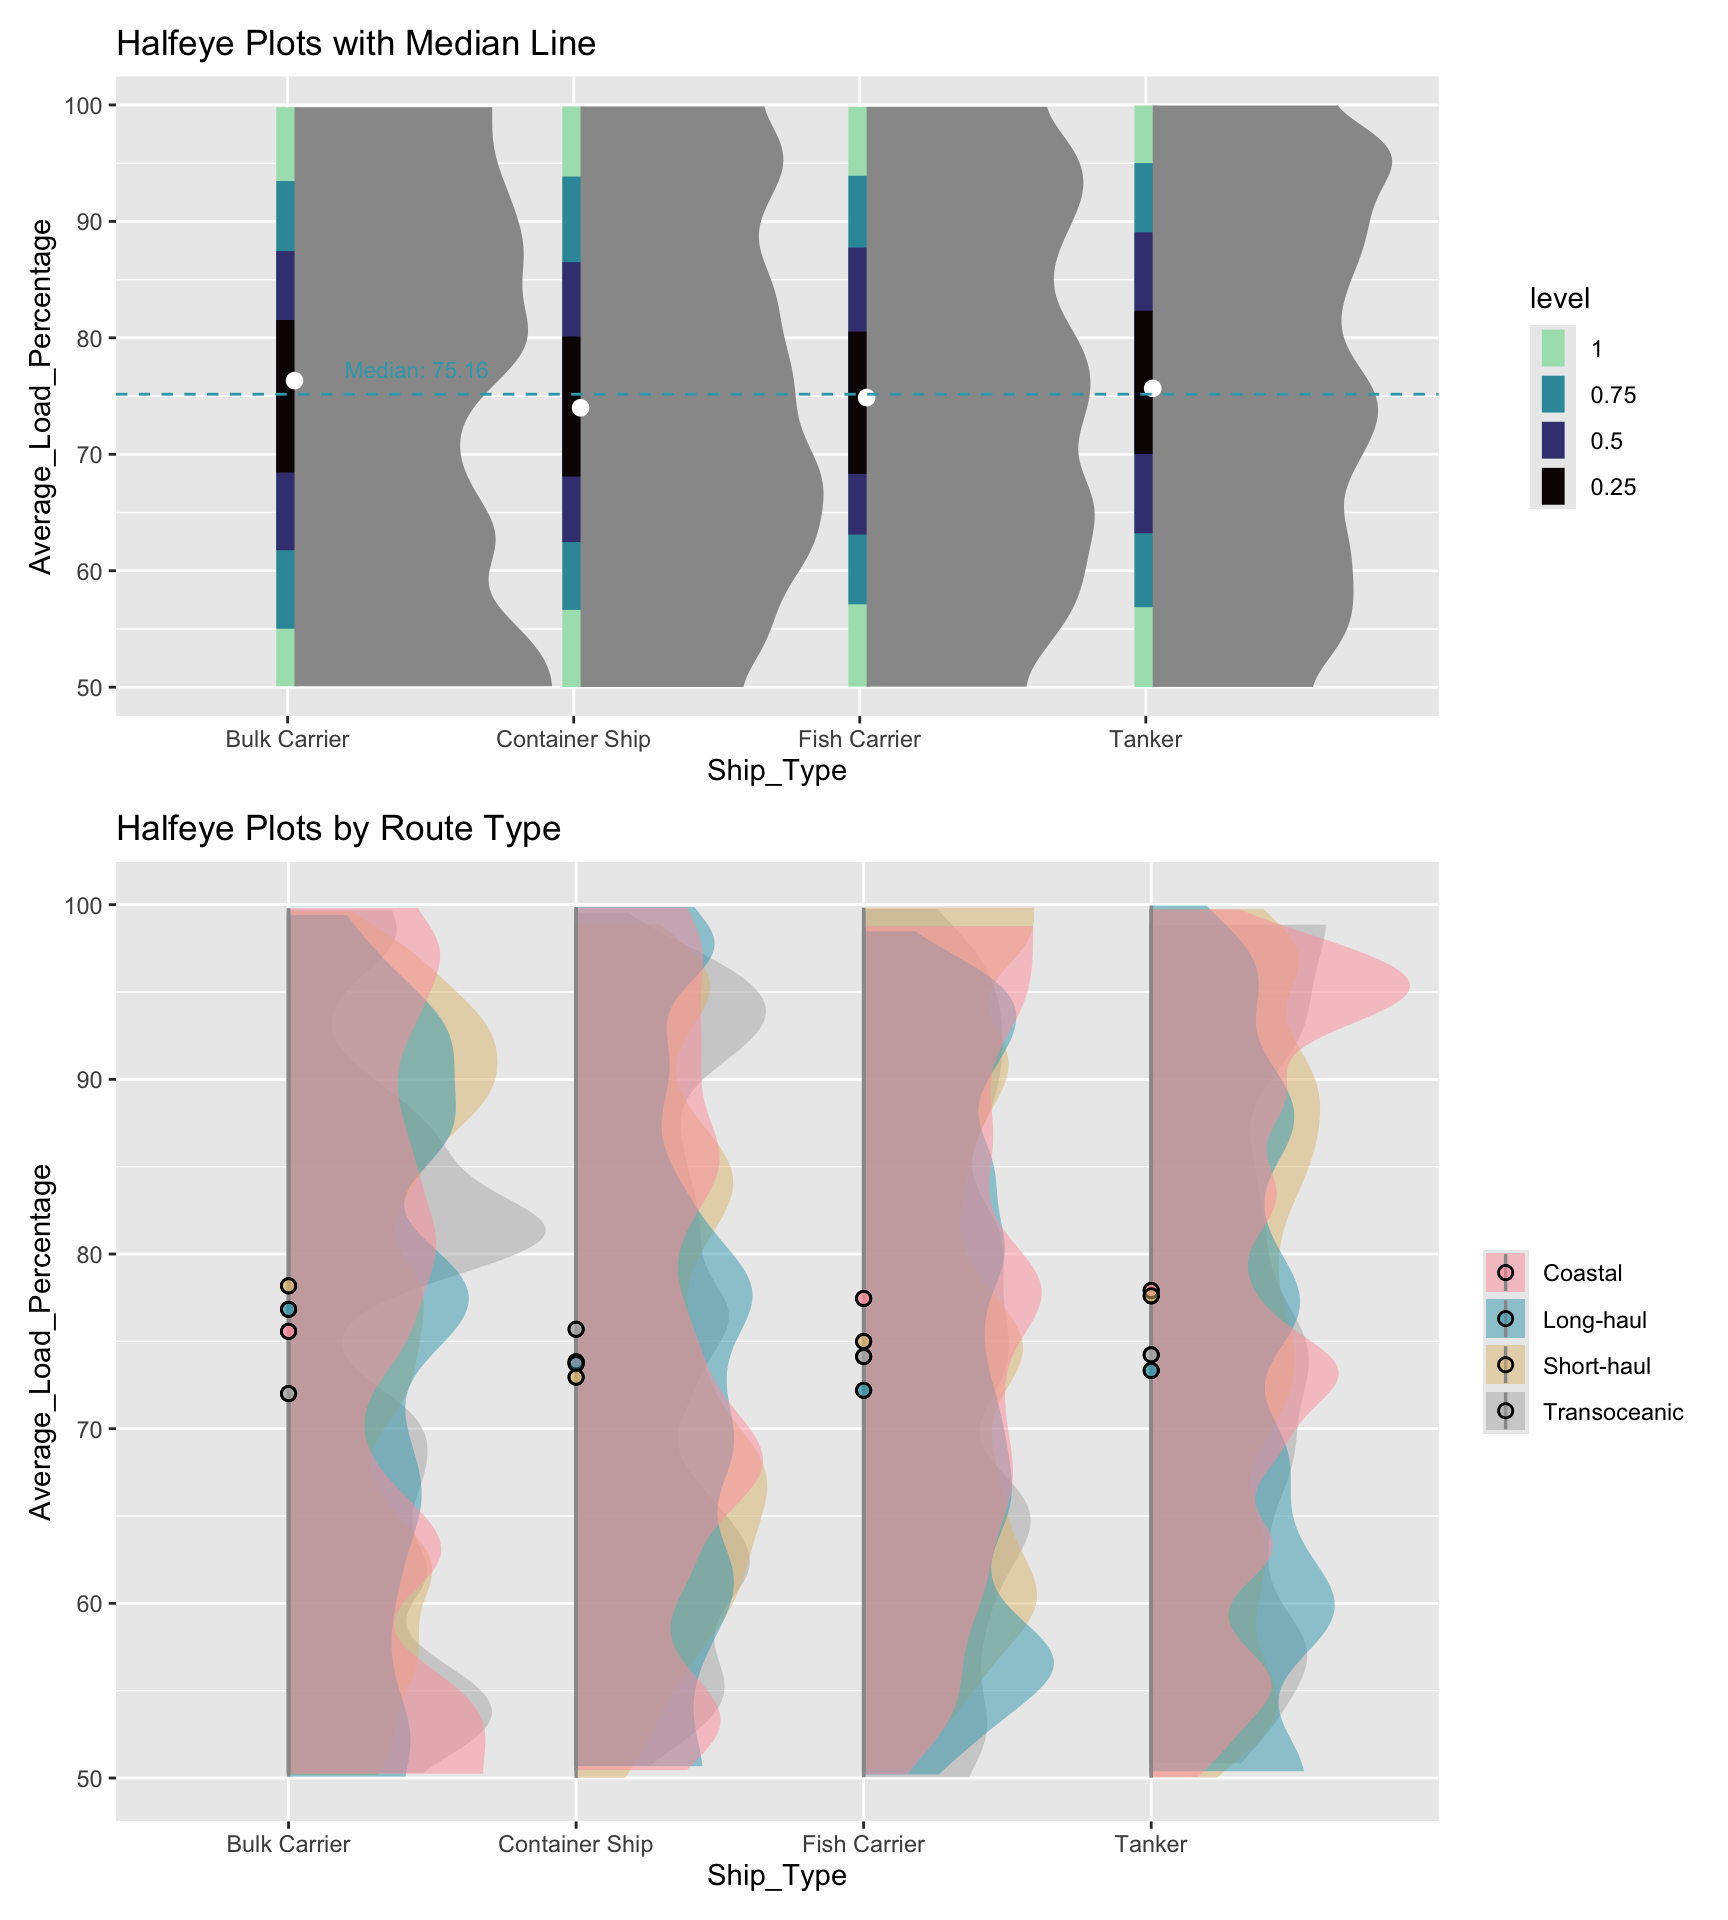 Halfeye Plots with Median Line
100
90
80
70
60
50
Average_Load_Percentage
Median: 75.16
Bulk Carrier
Container Ship
Fish Carrier
Tanker
Ship_Type
level
1
0.75
0.5
0.25
Halfeye Plots by Route Type
100
90
80
70
60
50
Average_Load_Percentage
Bulk Carrier
Container Ship
Fish Carrier
Tanker
Ship_Type
Coastal
Long-haul
Short-haul
Transoceanic